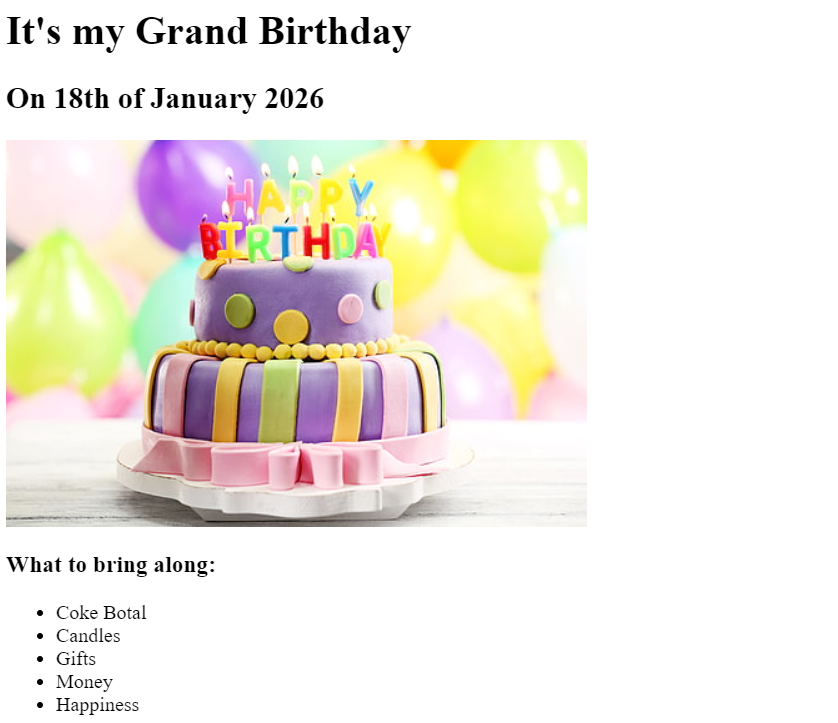 It's my Grand Birthday
On 18th of January 2026
HAPPY
BIRTHDAY
What to bring along:
Coke Botal
Candles
Gifts
Money
Happiness